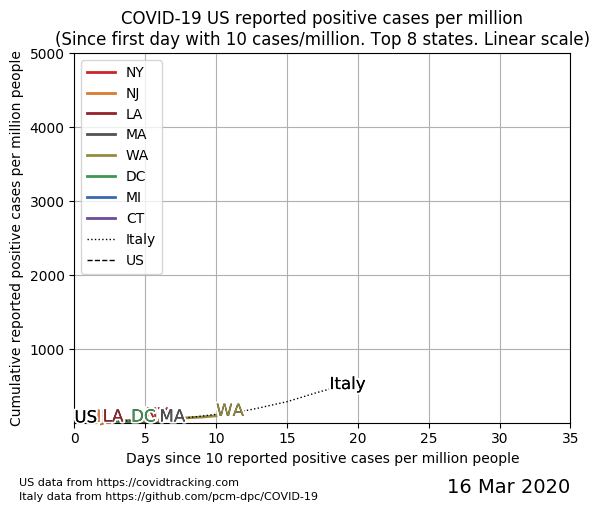 COVID-19 US reported positive cases per million
(Since first day with 10 cases/million. Top 8 states. Linear scale)
Cumulative reported positive cases per million people
5000
4000
3000
2000
1000
NY
NJ
LA
MA
WA
DC
MI
CT
Italy
US
Italy
WA
US
LA
DC
MA
0
5
10
15
20
25
30
35
Days since 10 reported positive cases per million people
US data from https://covidtracking.com
Italy data from https://github.com/pcm-dpc/COVID-19
16 Mar 2020